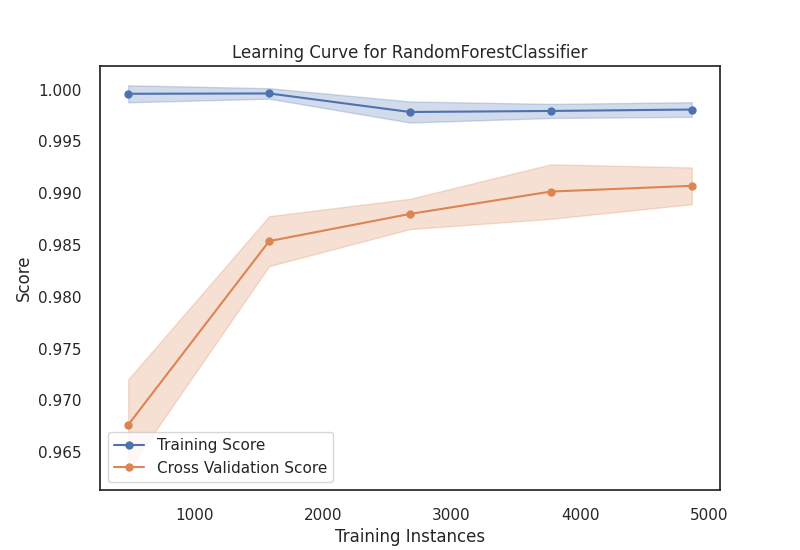 Learning Curve for RandomForestClassifier
1.000
0.995
0.990
0.985
0.980
0.975
0.970
0.965
Score
Training Score
Cross Validation Score
1000 2000 3000 4000 5000
Training Instances